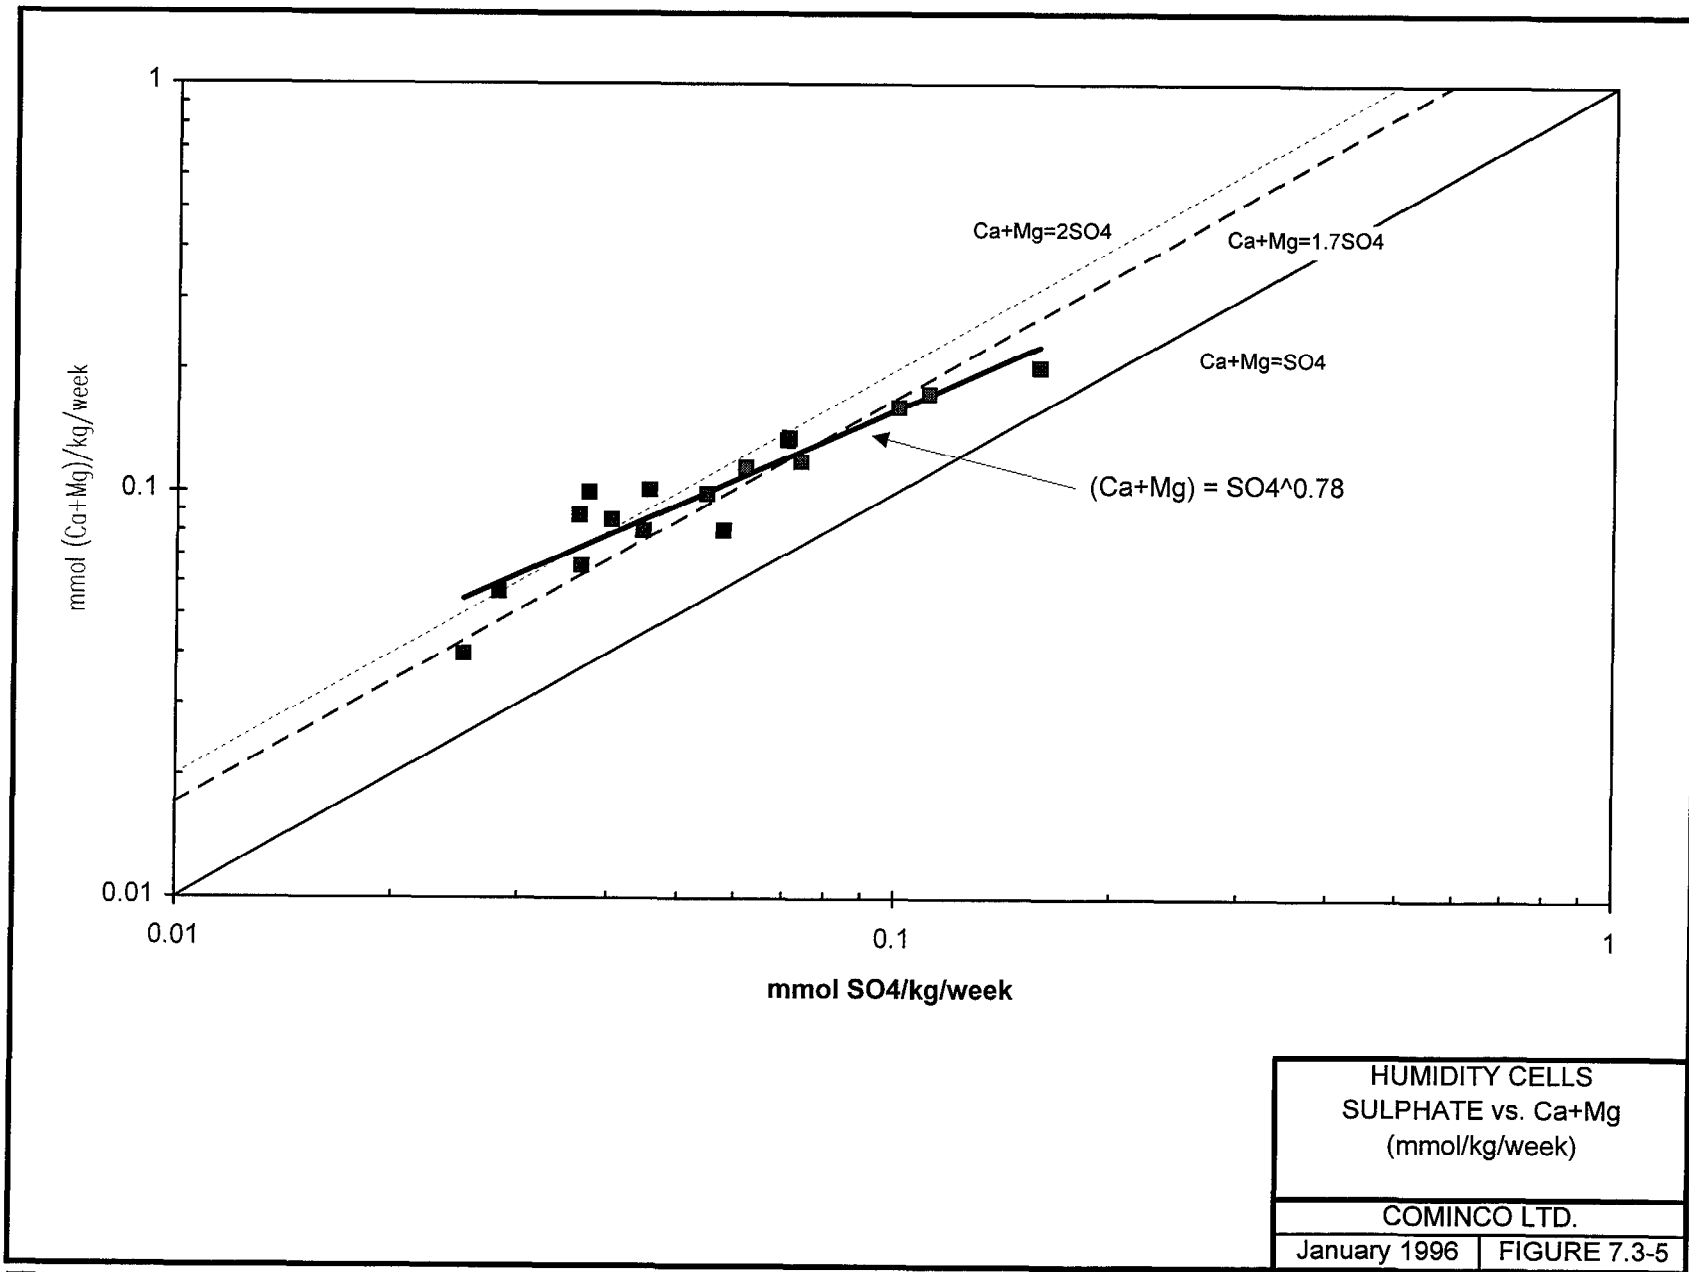 1
Ca+Mg=2SO4
Ca+Mg=1.7SO4
Ca+Mg=SO4
mmol (Ca+Mg)/kg/week
0.1
(Ca+Mg) = SO4^0.78
0.01
0.01
0.1
1
mmol SO4/kg/week
HUMIDITY CELLS
SULPHATE vs. Ca+Mg
(mmol/kg/week)
COMINCO LTD.
January 1996
FIGURE 7.3-5